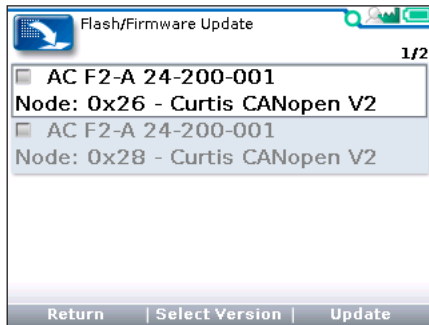 Flash/Firmware Update
1/2
AC F2-A 24-200-001
Node: 0x26 - Curtis CANopen V2
AC F2-A 24-200-001
Node: 0x28 - Curtis CANopen V2
Return | Select Version | Update